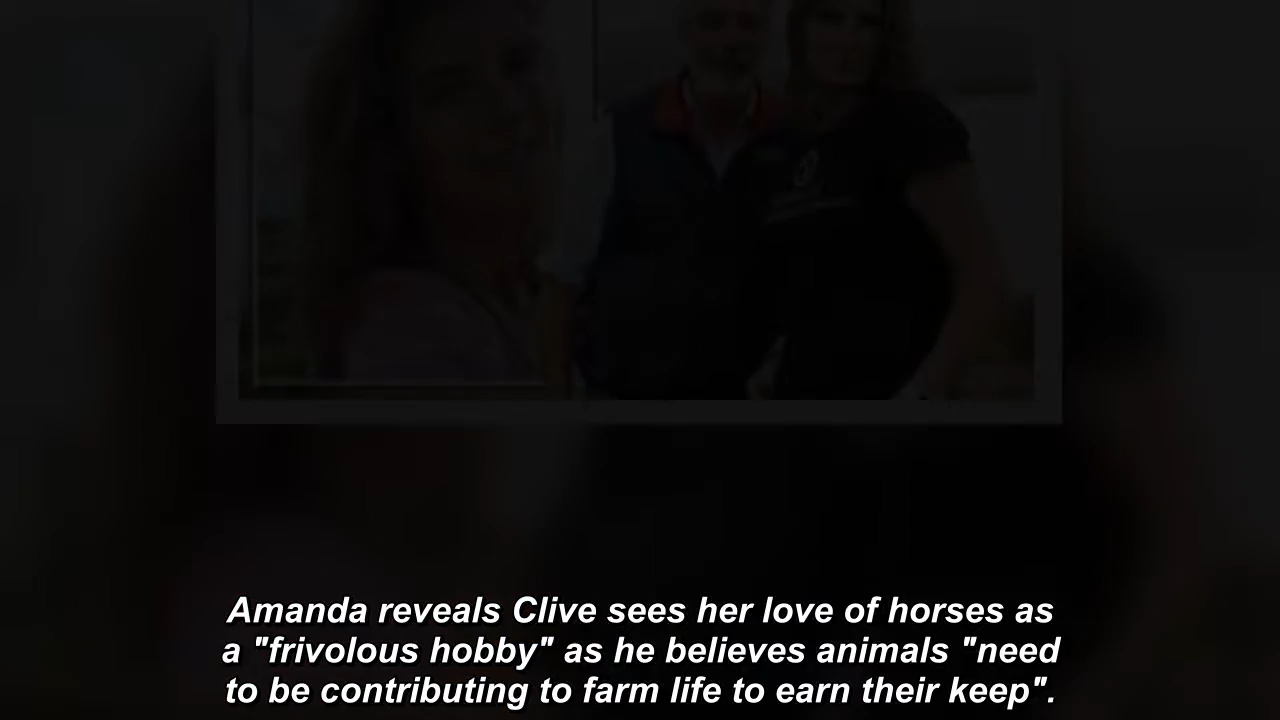 Amanda reveals Clive sees her love of horses as
a "frivolous hobby" as he believes animals "need
to be contributing to farm life to earn their keep".